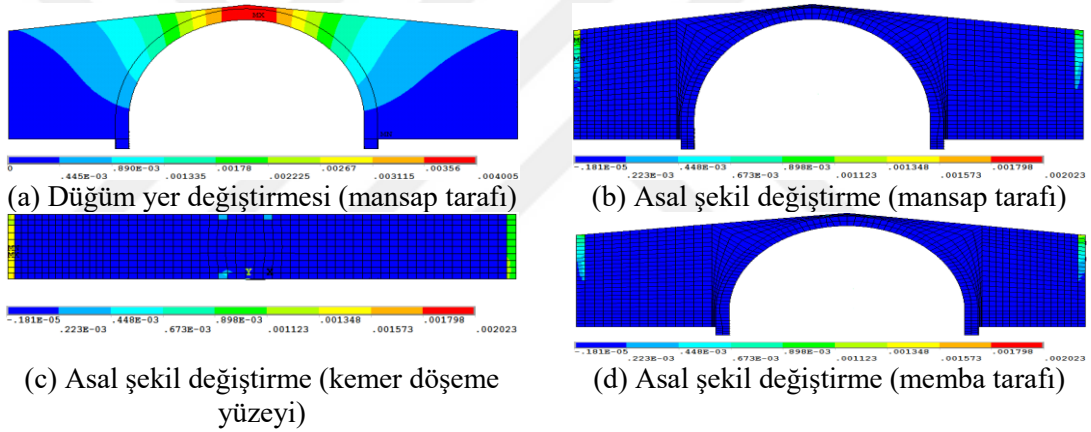 MX
0 .890E-03 .00178 .00267 .00356
.445E-03 .001335 .002225 .003115 .004005
(a) Düğüm yer değiştirmesi (mansap tarafı)
-.181E-05 .448E-03 .898E-03 .001348 .001798
.223E-03 .673E-03 .001123 .001573 .002023
(b) Asal şekil değiştirme (mansap tarafı)
Y X
-.181E-05 .448E-03 .898E-03 .001348 .001798
.223E-03 .673E-03 .001123 .001573 .002023
(c) Asal şekil değiştirme (kemer döşeme
yüzeyi)
-.181E-05 .448E-03 .898E-03 .001348 .001798
.223E-03 .673E-03 .001123 .001573 .002023
(d) Asal şekil değiştirme (memba tarafı)